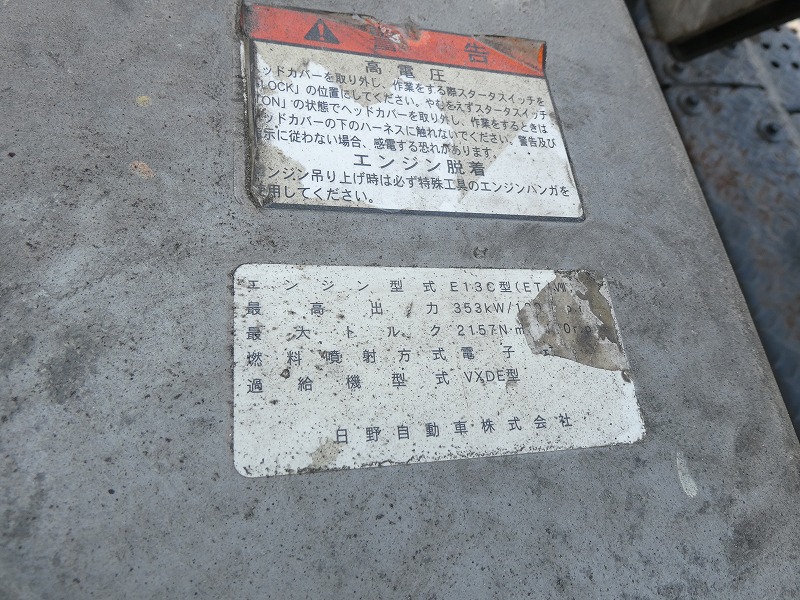 警告
高電圧
ヘッドカバーを取り外し、作業をする際スタータスイッチを
LOCK」の位置にしてください。やむをえずスタータスイッチ
ON」の状態でヘッドカバーを取り外し、作業をするときは
ッドカバーの下のハーネスに触れないでください。警告及び
示に従わない場合、感電する恐れがあります。
エンジン脱着
ンジン吊り上げ時は必ず特殊工具のエンジンハンガを
用してください。
エンジン型式 E13C型(ET
最高出力 353kW/
最大トルク 2157N·m
燃料噴射方式 電子
過給機型式 VXDE型
日野自動車株式会社